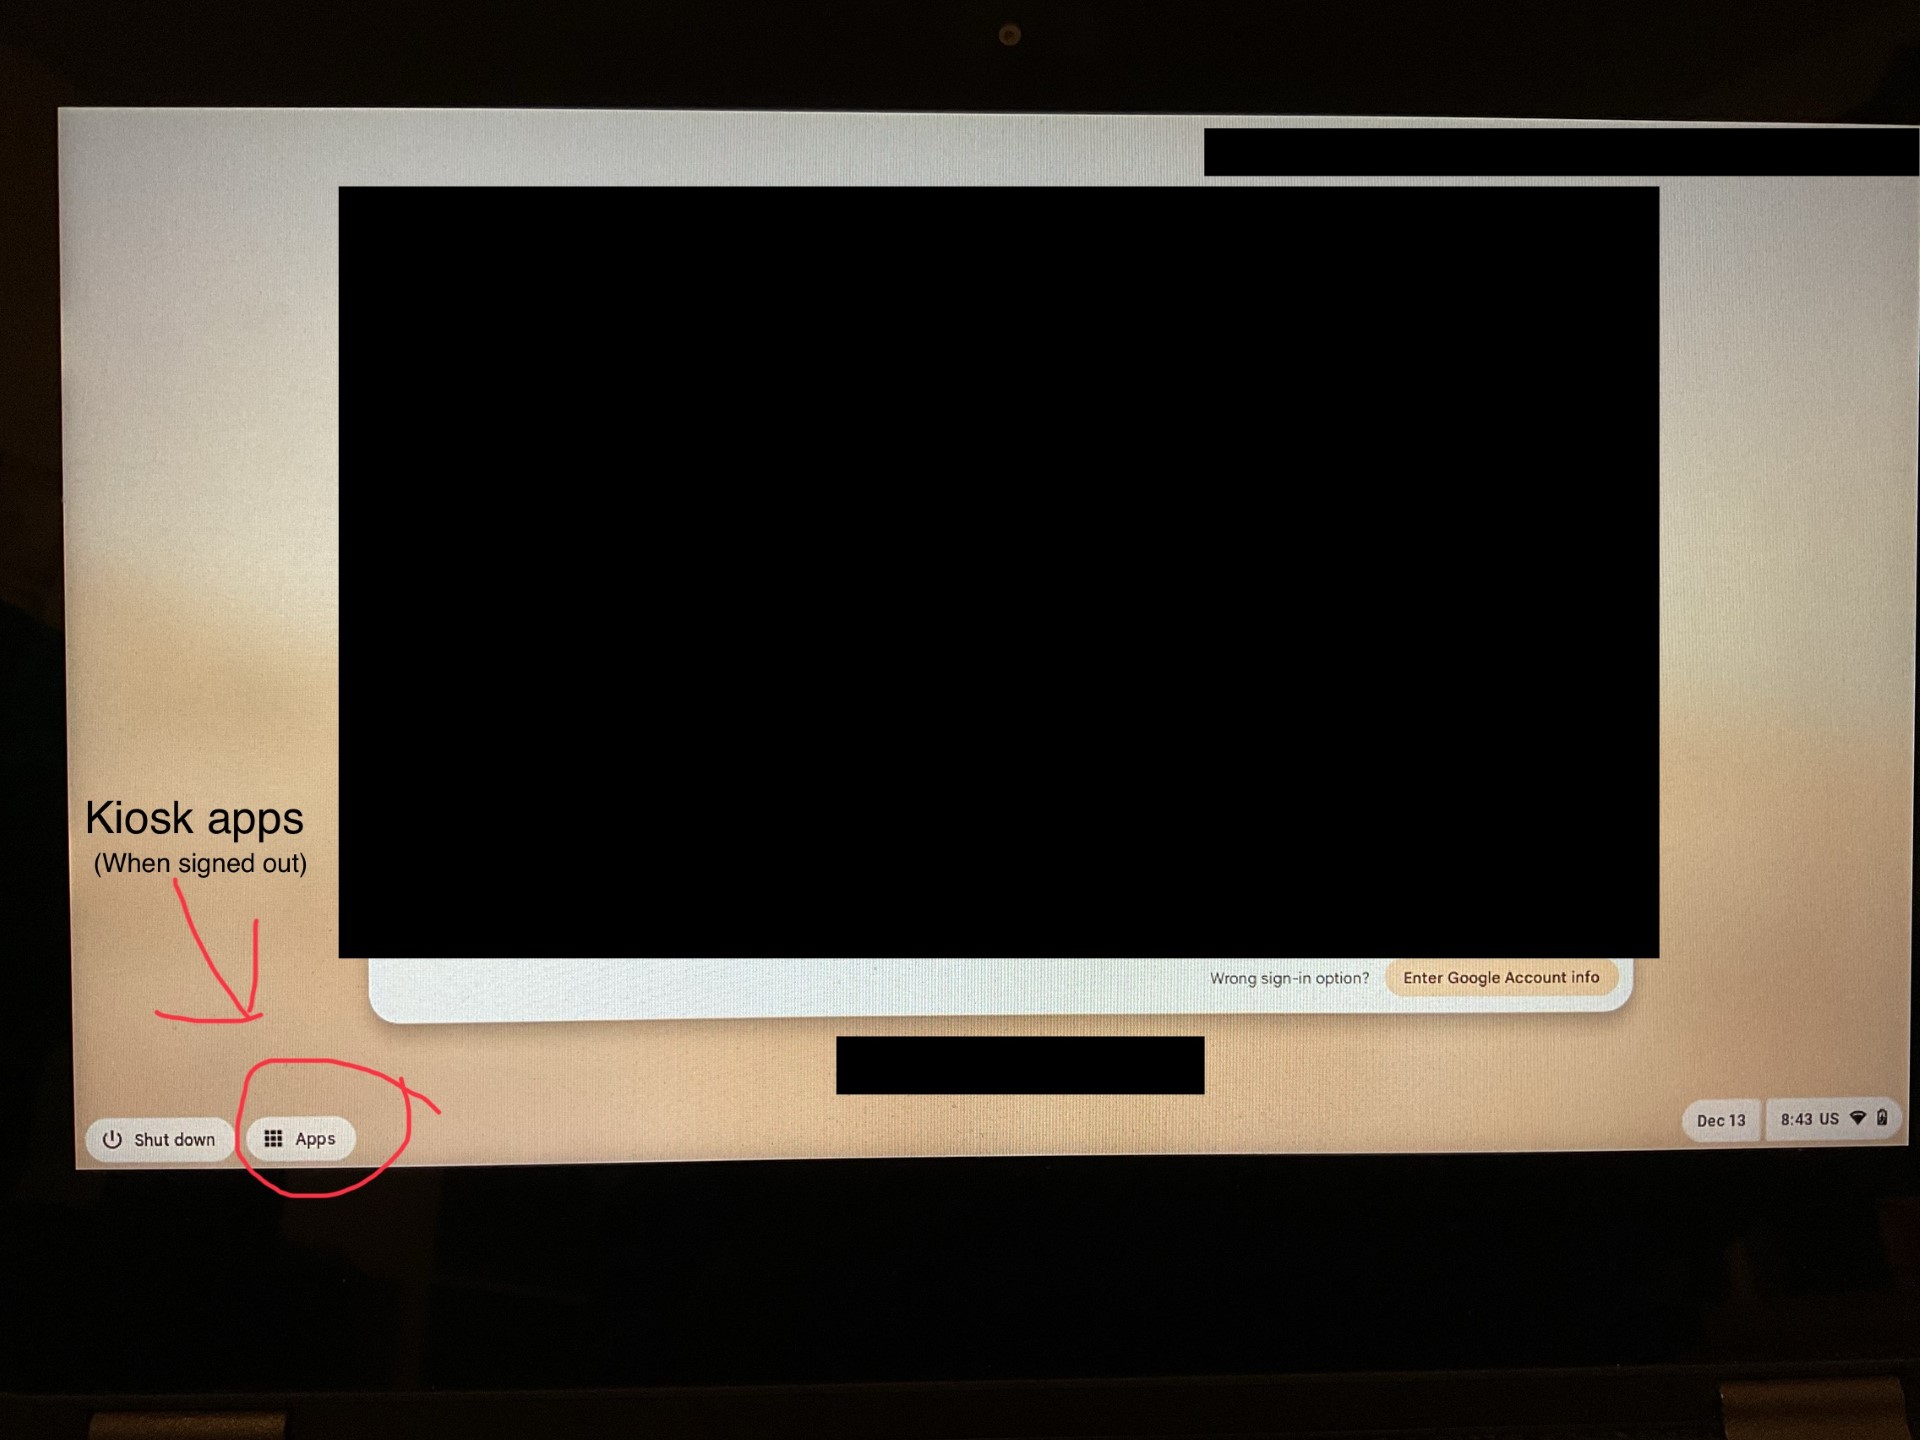 Kiosk apps
(When signed out)
Wrong sign-in option? Enter Google Account info
Shut down Apps
Dec 13 8:43 US